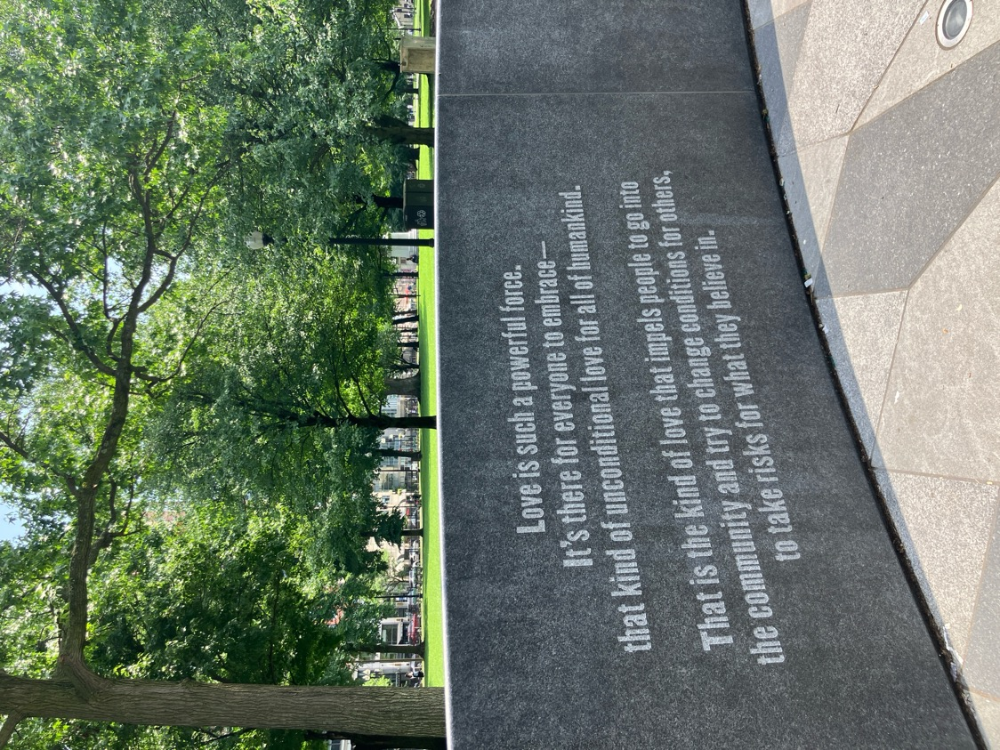 Love is such a powerful force.
It's there for everyone to embrace—
that kind of unconditional love for all of humankind.
That is the kind of love that impels people to go into
the community and try to change conditions for others,
to take risks for what they believe in.